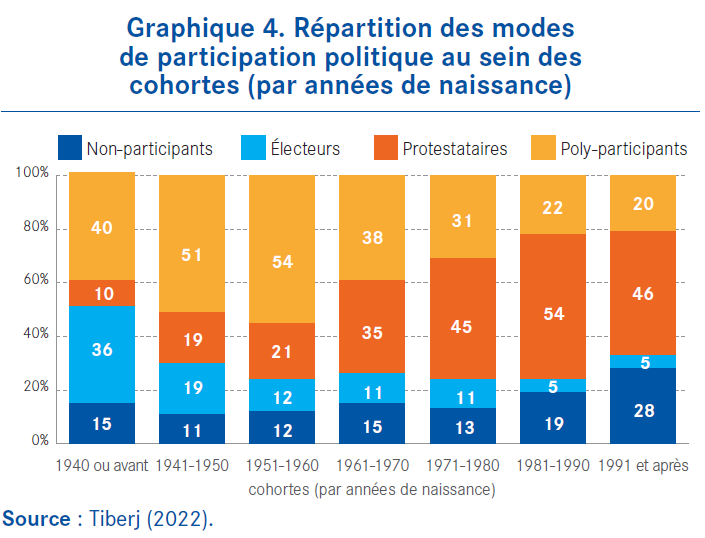 Graphique 4. Répartition des modes
de participation politique au sein des
cohortes (par années de naissance)
Non-participants Électeurs Protestataires Poly-participants
100%
80%
60%
40%
20%
0%
40 51 54 38 31 22 20
10 19 21 35 45 54 46
36 19 12 11 11 5 5
15 11 12 15 13 19 28
1940 ou avant 1941-1950 1951-1960 1961-1970 1971-1980 1981-1990 1991 et après
cohortes (par années de naissance)
Source : Tiberj (2022).